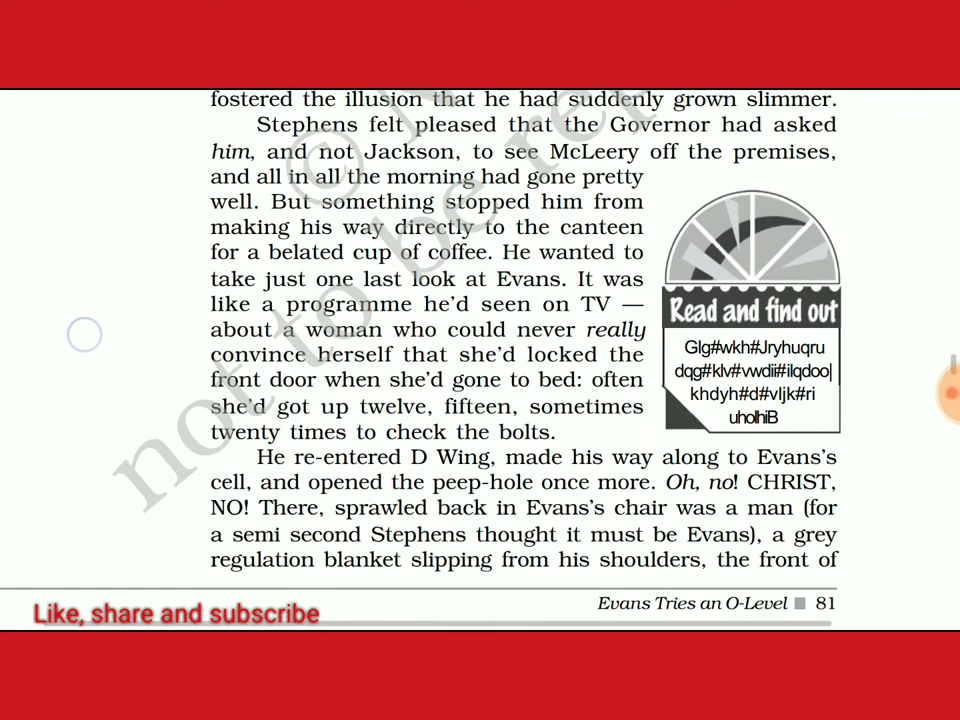 fostered the illusion that he had suddenly grown slimmer.
Stephens felt pleased that the Governor had asked
him, and not Jackson, to see McLeery off the premises,
and all in all the morning had gone pretty
well. But something stopped him from
making his way directly to the canteen
for a belated cup of coffee. He wanted to
take just one last look at Evans. It was
like a programme he'd seen on TV —
about a woman who could never really
convince herself that she'd locked the
front door when she'd gone to bed: often
she'd got up twelve, fifteen, sometimes
twenty times to check the bolts.
Read and find out
Glg#wkh#Jryhuqru
dqg#klv#vwdii#ilqdoo|
khdyh#d#vljk#ri
uholhiB
He re-entered D Wing, made his way along to Evans's
cell, and opened the peep-hole once more. Oh, no! CHRIST,
NO! There, sprawled back in Evans's chair was a man (for
a semi second Stephens thought it must be Evans), a grey
regulation blanket slipping from his shoulders, the front of
Evans Tries an O-Level ■ 81
Like, share and subscribe
not to be rep
©